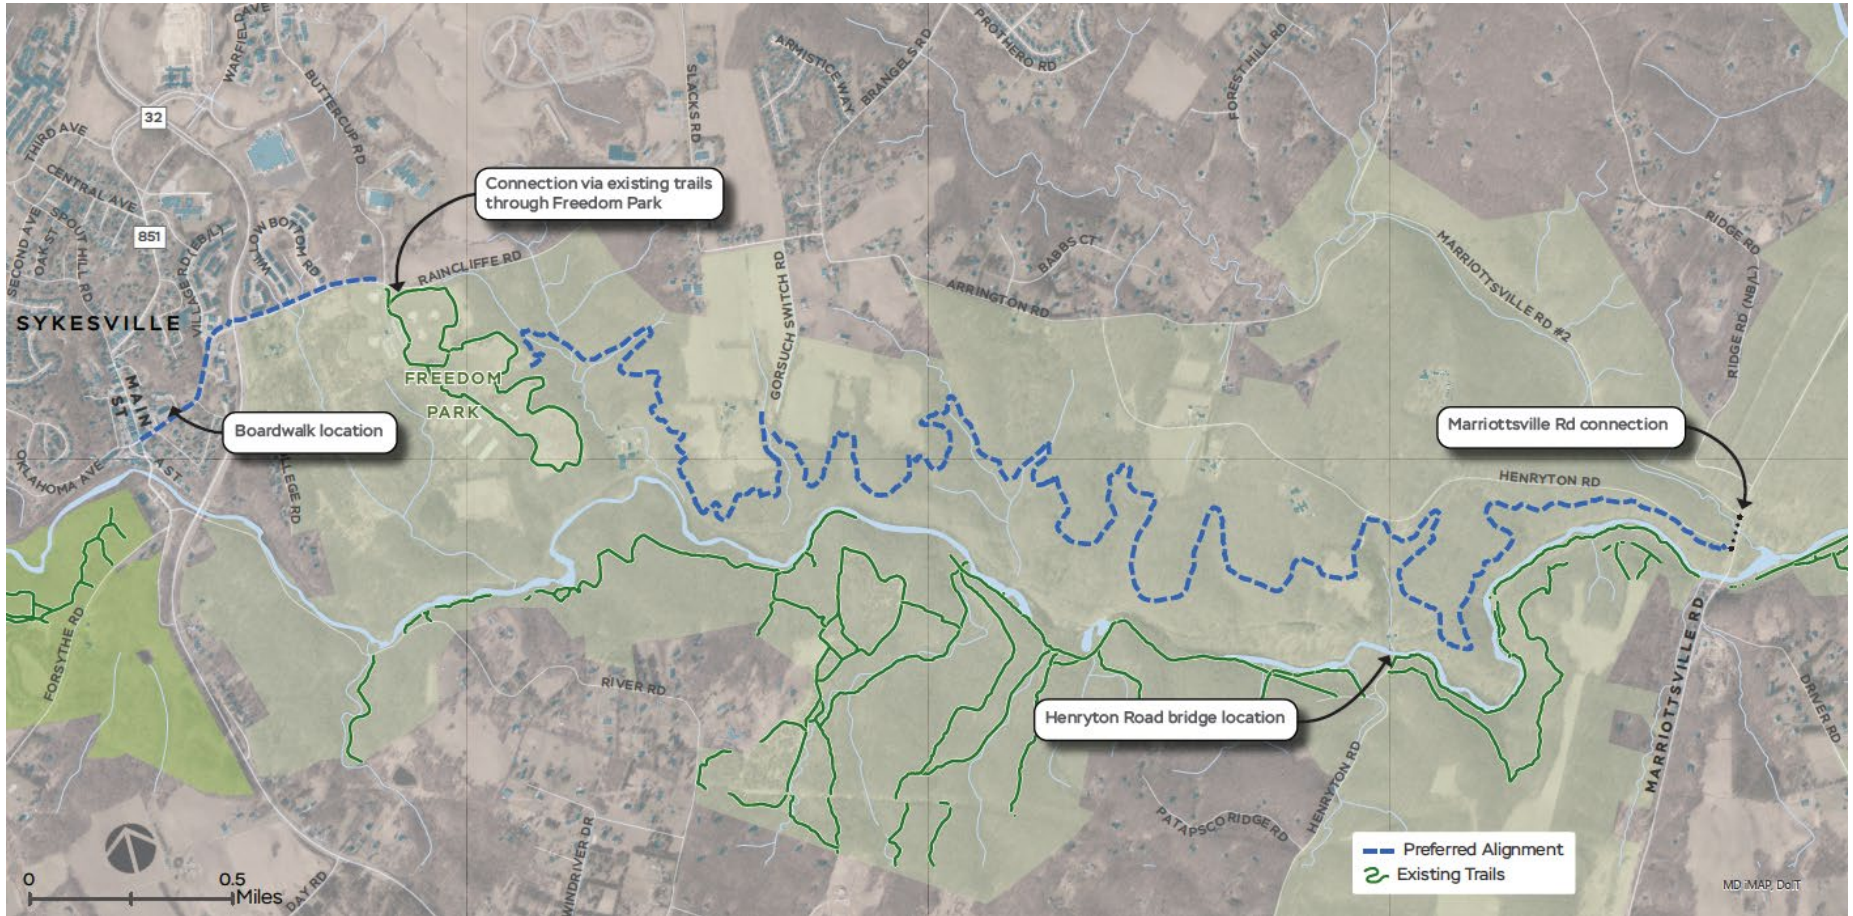 WARFIELD AVE
BUTTERCUP RD
SLACKS RD
ARMISTICE WAY
BRANGELS RD
PROTHERO RD
FOREST HILL RD
32
THIRD AVE
CENTRAL AVE
SECOND AVE
OAK ST
SPOUT HILL RD
851
VILLAGE RD (EB/L)
WILLOW BOTTOM RD
Connection via existing trails
through Freedom Park
RAINCLIFFE RD
GORSUCH SWITCH RD
ARRINGTON RD
BABBS CT
MARRIOTTSVILLE RD #2
RIDGE RD
RIDGE RD (NB/L)
SYKESVILLE
MAIN
ST
FREEDOM
PARK
Boardwalk location
Marriottsville Rd connection
OKLAHOMA AVE
A ST
LLEGE RD
HENRYTON RD
FORSYTHE RD
RIVER RD
Henryton Road bridge location
MARRIOTTSVILLE RD
DRIVER RD
HENRYTON RD
PATAPSCO RIDGE RD
WINDRIVER DR
DAY RD
0
0.5
Miles
Preferred Alignment
Existing Trails
MD iMAP, DoIT